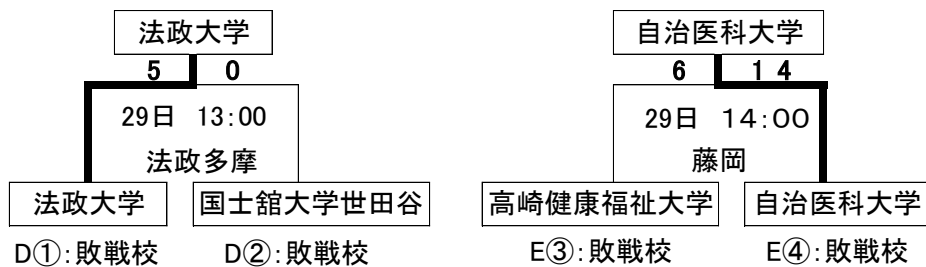 法政大学
5 0
29日 13:00
法政多摩
法政大学 国士舘大学世田谷
D①:敗戦校 D②:敗戦校
自治医科大学
6 14
29日 14:00
藤岡
高崎健康福祉大学 自治医科大学
E③:敗戦校 E④:敗戦校